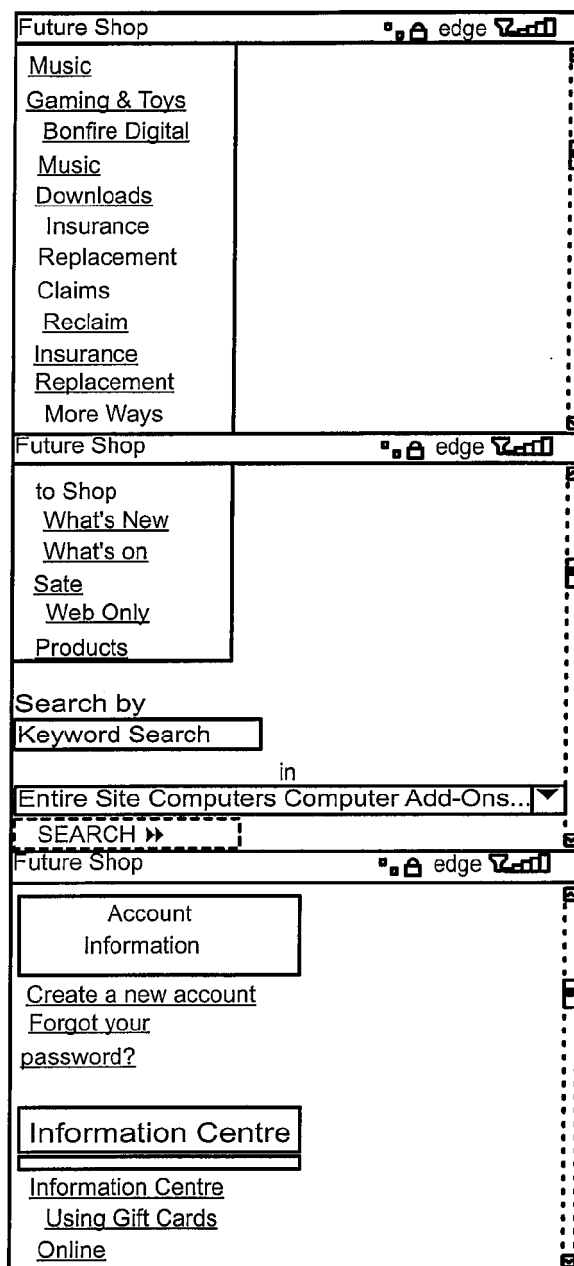 Future Shop edge
Music
Gaming & Toys
Bonfire Digital
Music
Downloads
Insurance
Replacement
Claims
Reclaim
Insurance
Replacement
More Ways
Future Shop edge
to Shop
What's New
What's on
Sate
Web Only
Products
Search by
Keyword Search
in
Entire Site Computers Computer Add-Ons...
SEARCH
Future Shop edge
Account
Information
Create a new account
Forgot your
password?
Information Centre
Information Centre
Using Gift Cards
Online